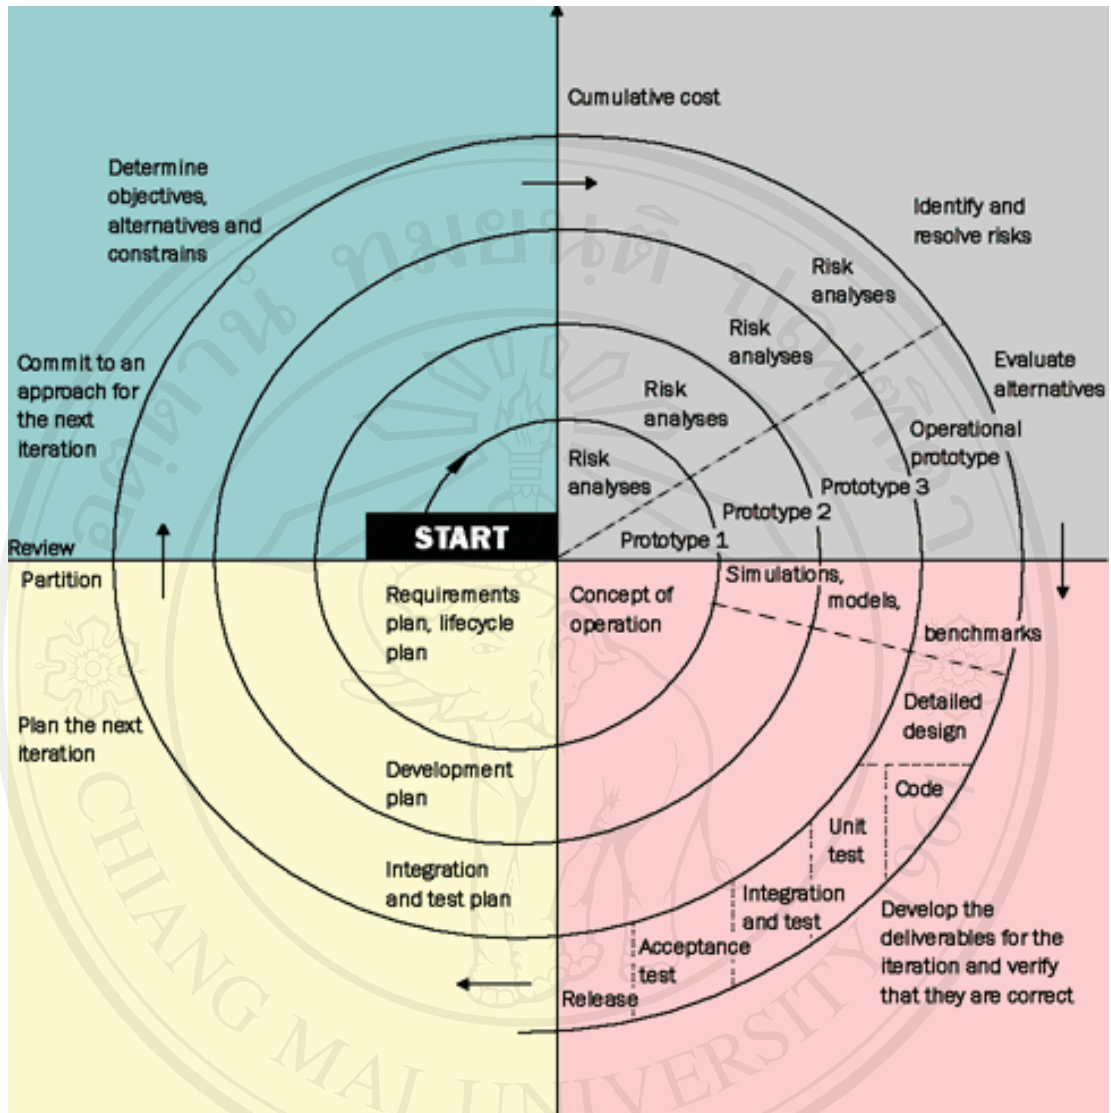 Cumulative cost
Determine
objectives,
alternatives and
constrains
Identify and
resolve risks
Risk
analyses
Risk
analyses
Commit to an
approach for
the next
iteration
Evaluate
alternatives
Risk
analyses
Operational
prototype
Risk
analyses
Prototype 3
Prototype 2
START
Prototype 1
Review
Partition
Requirements
plan, lifecycle
plan
Concept of
operation
Simulations,
models,
benchmarks
Detailed
design
Plan the next
iteration
Development
plan
Code
Unit
test
Integration
and test plan
Integration
and test
Develop the
deliverables for the
iteration and verify
that they are correct
Acceptance
test
Release
CHIANG MAI UNIVERSITY 1964